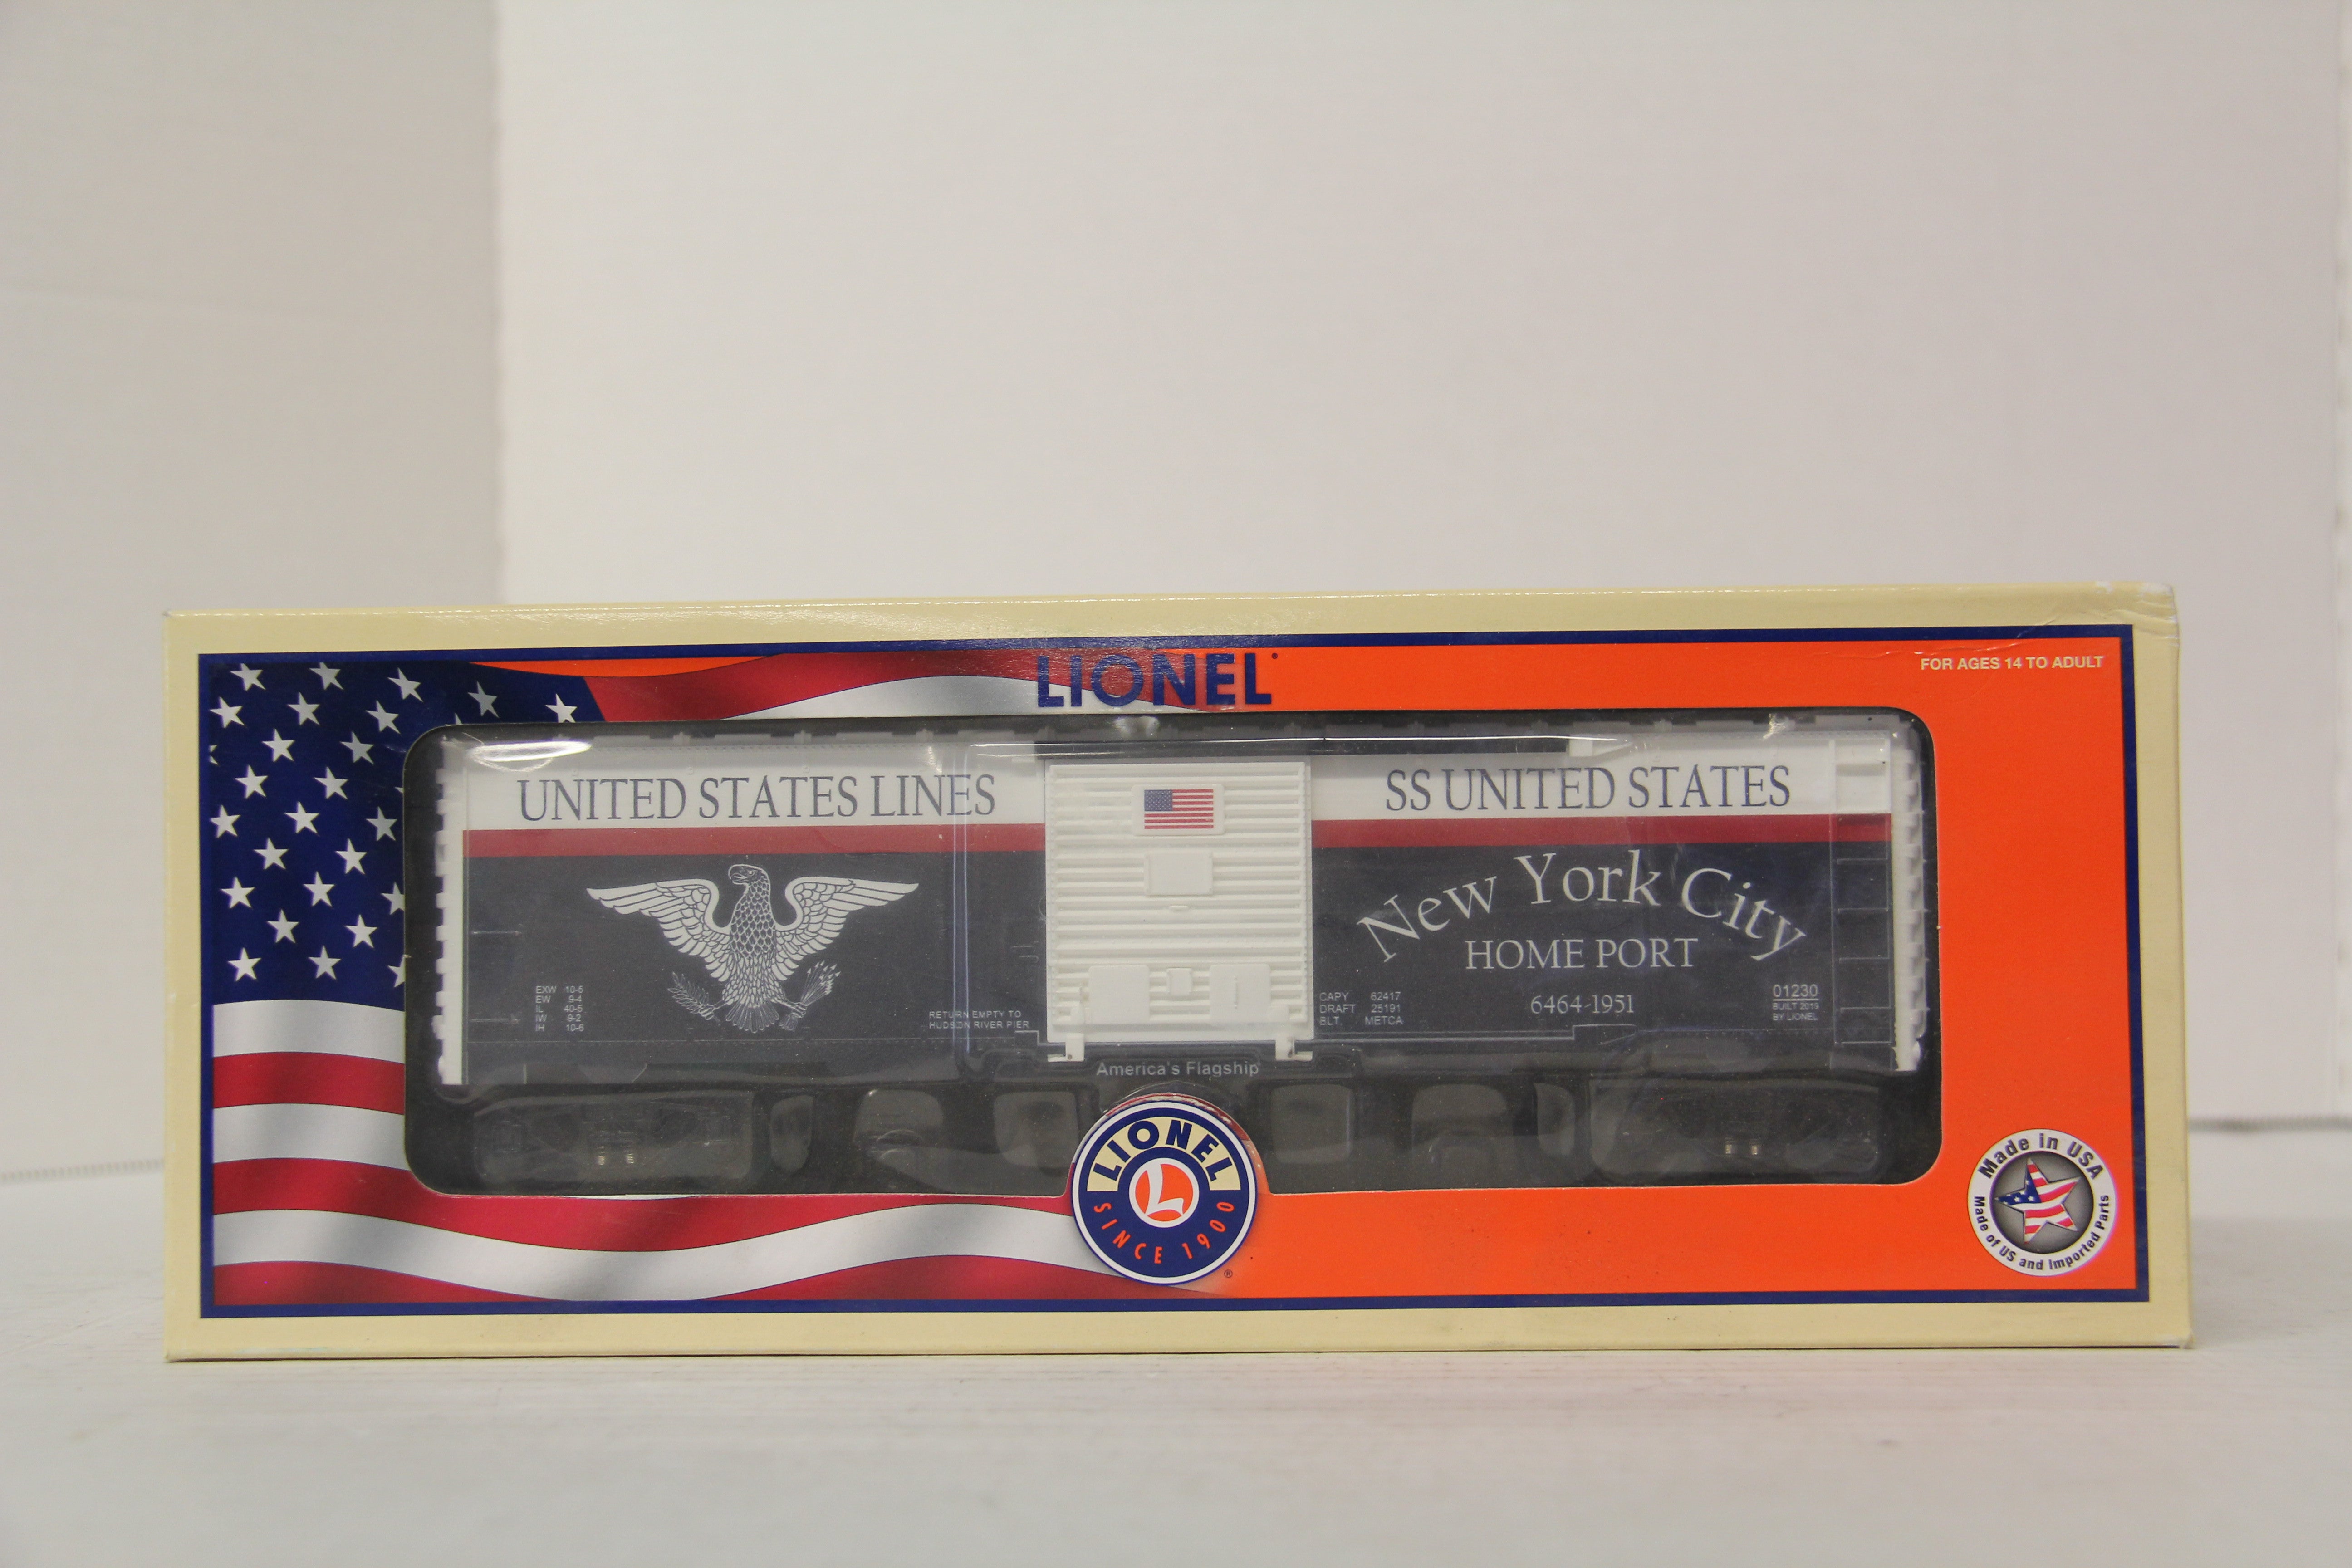 LIONEL
FOR AGES 14 TO ADULT
UNITED STATES LINES
SS UNITED STATES
New York City
HOME PORT
6464-1951
EXW 10-6
EW 9-4
IL 40-5
IW 9-2
IH 10-6
RETURN EMPTY TO
HUDSON RIVER PIER
CAPY 62417
DRAFT 25191
BLT. METCA
01230
BUILT 2019
BY LIONEL
America's Flagship
LIONEL
L
SINCE 1900
®
Made in USA
Made of US and Imported Parts